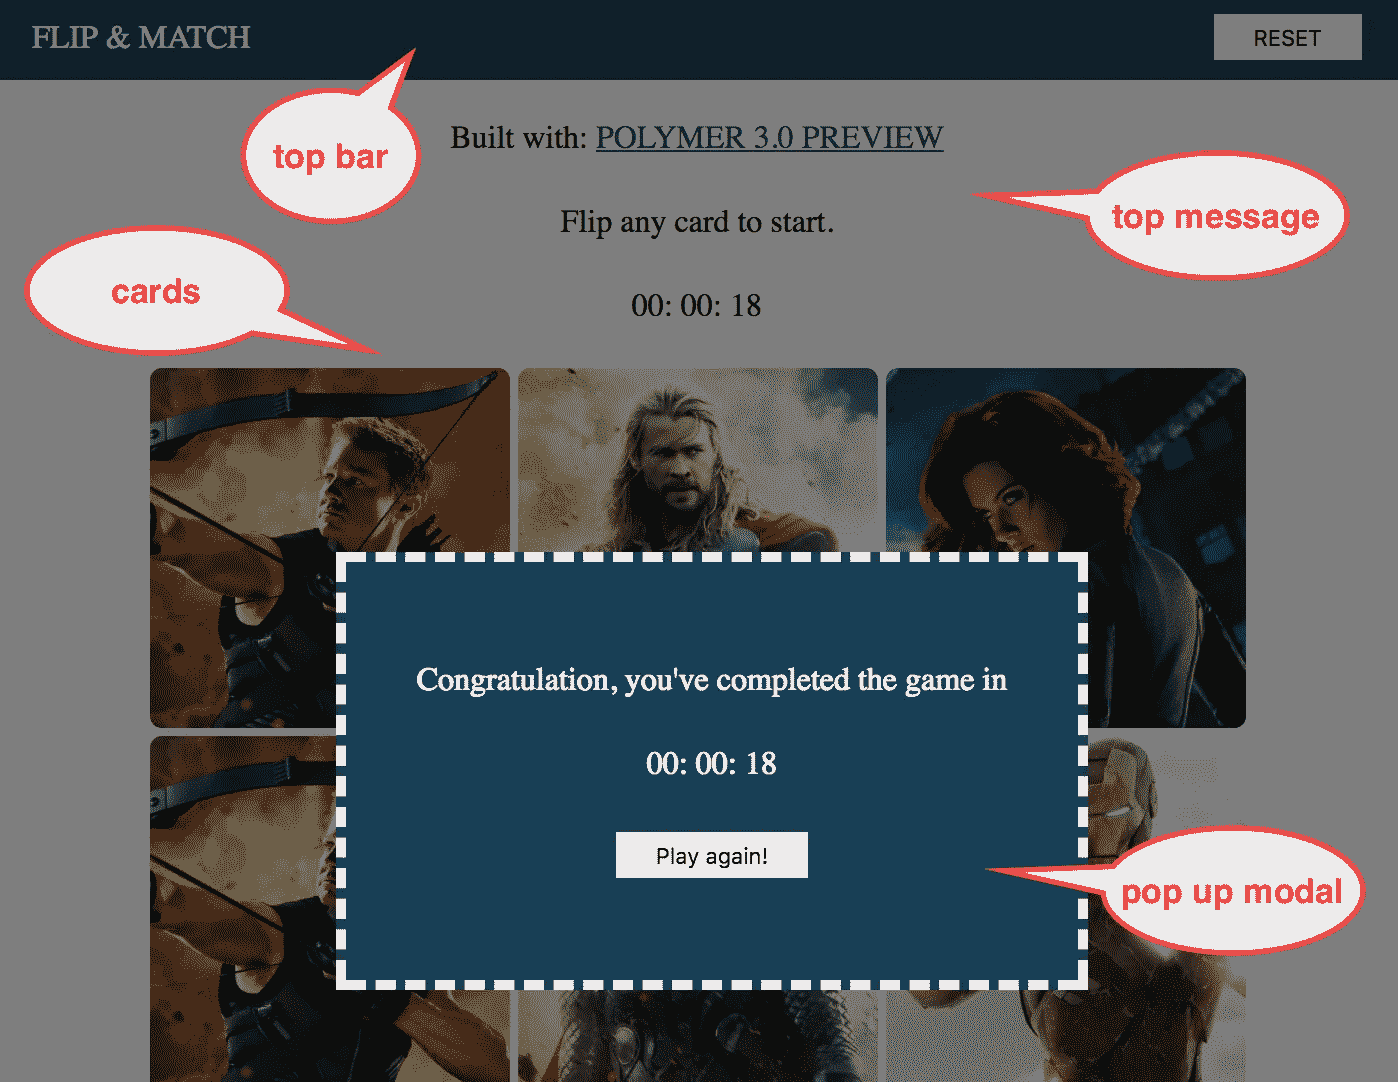 FLIP & MATCH
RESET
top bar
Built with: POLYMER 3.0 PREVIEW
top message
Flip any card to start.
cards
00: 00: 18
Congratulation, you've completed the game in
00: 00: 18
Play again!
pop up modal